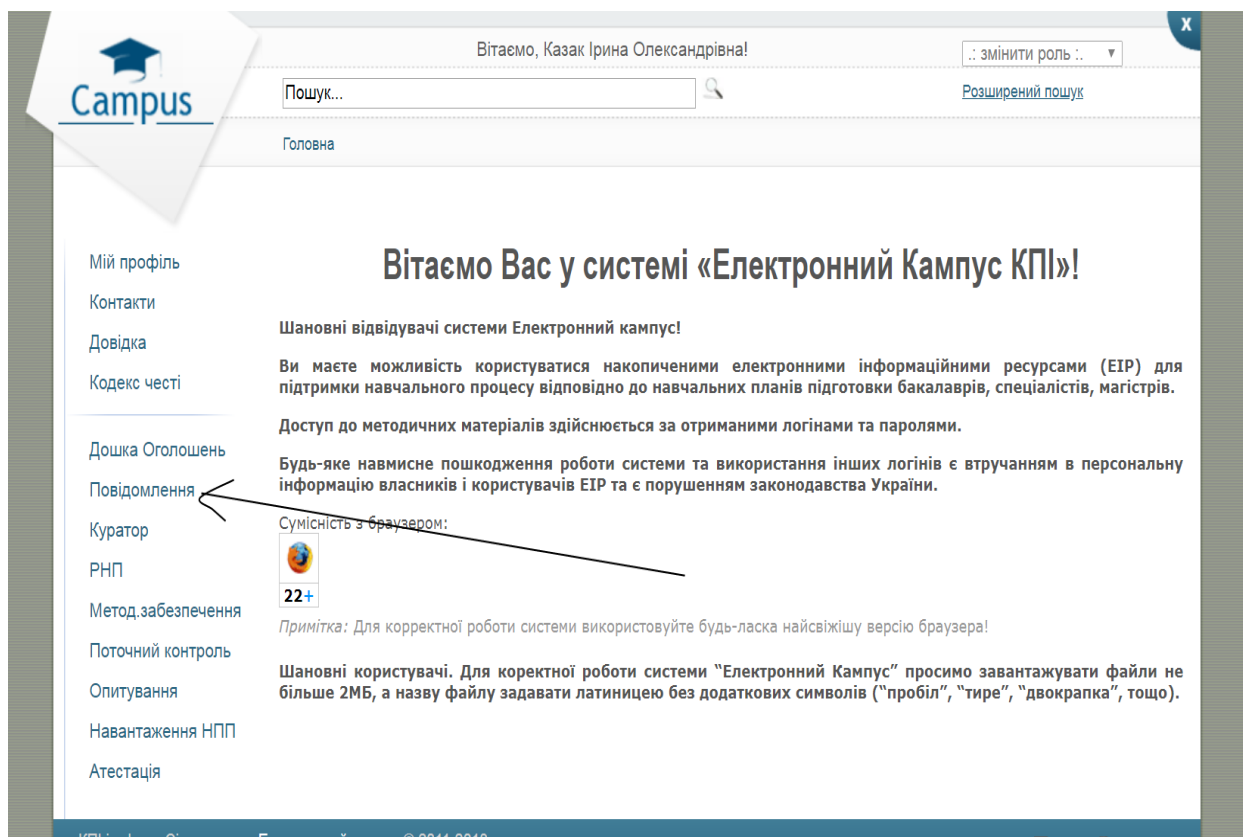 Campus
Вітаємо, Казак Ірина Олександрівна!
.: змінити роль :.
X
Пошук...
Розширений пошук
Головна
Мій профіль
Контакти
Довідка
Кодекс честі
Дошка Оголошень
Повідомлення
Куратор
РНП
Метод.забезпечення
Поточний контроль
Опитування
Навантаження НПП
Атестація
Вітаємо Вас у системі «Електронний Кампус КПІ»!
Шановні відвідувачі системи Електронний кампус!
Ви маєте можливість користуватися накопиченими електронними інформаційними ресурсами (ЕІР) для
підтримки навчального процесу відповідно до навчальних планів підготовки бакалаврів, спеціалістів, магістрів.
Доступ до методичних матеріалів здійснюється за отриманими логінами та паролями.
Будь-яке навмисне пошкодження роботи системи та використання інших логінів є втручанням в персональну
інформацію власників і користувачів ЕІР та є порушенням законодавства України.
Сумісність з браузером:
22+
Примітка: Для корректної роботи системи використовуйте будь-ласка найсвіжішу версію браузера!
Шановні користувачі. Для коректної роботи системи “Електронний Кампус” просимо завантажувати файли не
більше 2МБ, а назву файлу задавати латиницею без додаткових символів (“пробіл”, “тире”, “двокрапка”, тощо).